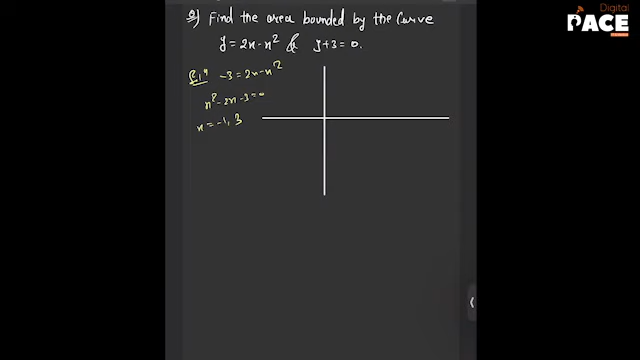 Q) Find the area bounded by the Curve
y = 2x - x² & y + 3 = 0.
Sol^n -3 = 2x - x²
x² - 2x - 3 = 0
x = -1, 3
Digital
PACE